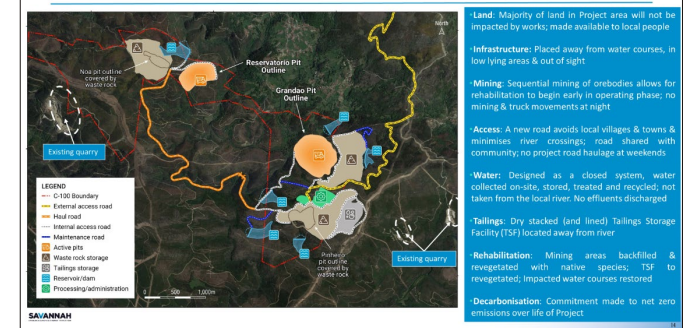 North
Reservatorio Pit
Outline
Noa pit outline
covered by
waste rock
Grandao Pit
Outline
Existing quarry
LEGEND
C-100 Boundary
External access road
Haul road
Internal access road
Maintenance road
Active pits
Waste rock storage
Tailings storage
Reservoir/dam
Processing/administration
Pinheiro
pit outline
covered by
waste rock
Existing quarry
0 500 1,000m
SAVANNAH
•Land: Majority of land in Project area will not be
impacted by works; made available to local people
•Infrastructure: Placed away from water courses, in
low lying areas & out of sight
•Mining: Sequential mining of orebodies allows for
rehabilitation to begin early in operating phase; no
mining & truck movements at night
•Access: A new road avoids local villages & towns &
minimises river crossings; road shared with
community; no project road haulage at weekends
•Water: Designed as a closed system, water
collected on-site, stored, treated and recycled; not
taken from the local river. No effluents discharged
•Tailings: Dry stacked (and lined) Tailings Storage
Facility (TSF) located away from river
•Rehabilitation: Mining areas backfilled &
revegetated with native species; TSF to
revegetated; Impacted water courses restored
•Decarbonisation: Commitment made to net zero
emissions over life of Project